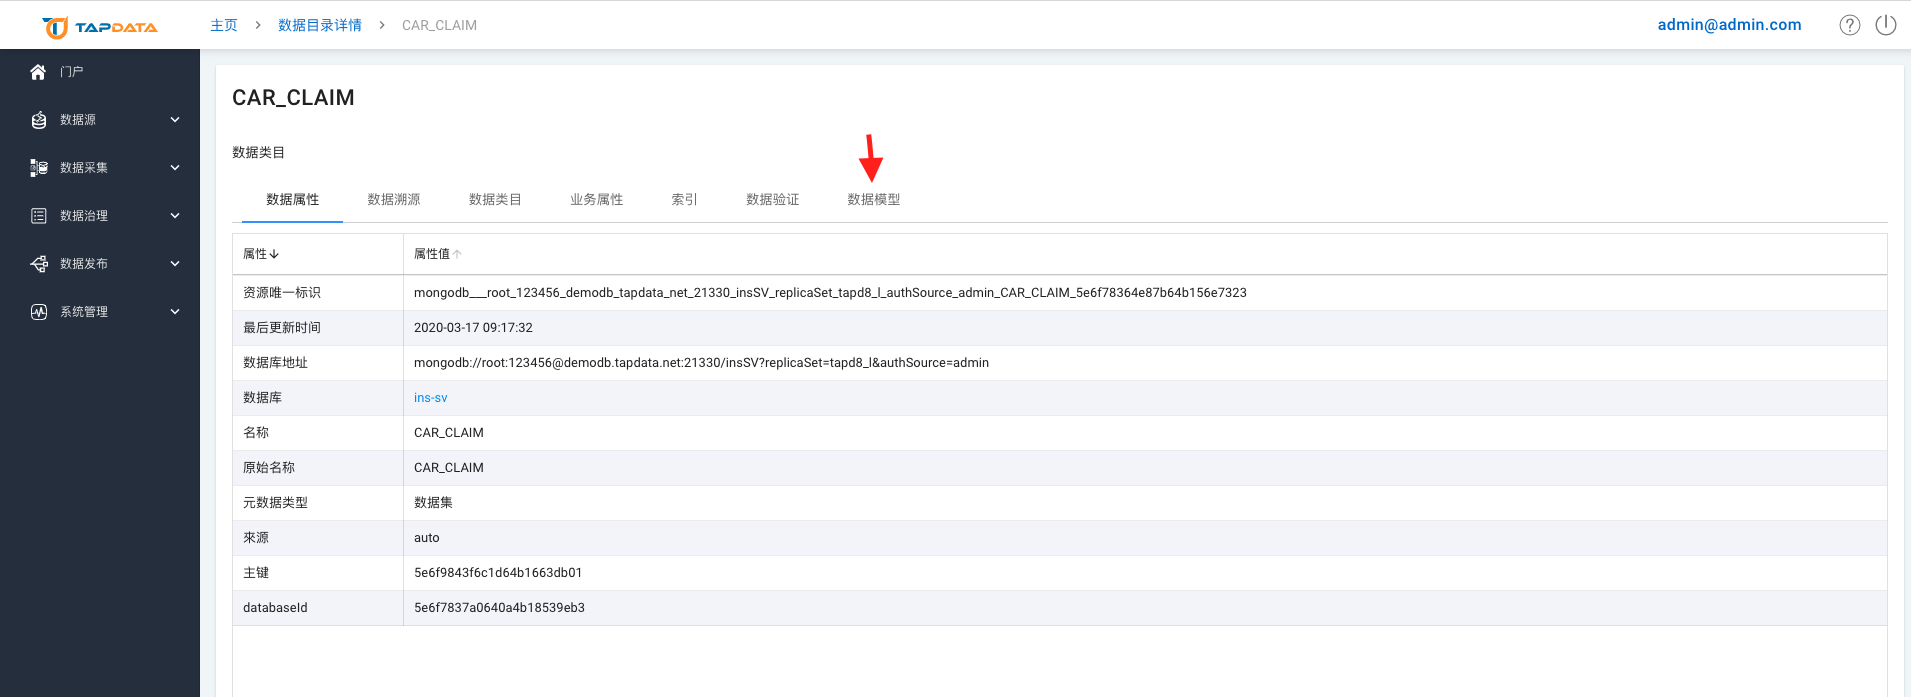 TAPDATA 主页 > 数据目录详情 > CAR_CLAIM admin@admin.com ?
门户
数据源
数据采集
数据治理
数据发布
系统管理
CAR_CLAIM
数据类目
数据属性 数据溯源 数据类目 业务属性 索引 数据验证 数据模型
属性↓ 属性值↑
资源唯一标识 mongodb___root_123456_demodb_tapdata_net_21330_insSV_replicaSet_tapd8_l_authSource_admin_CAR_CLAIM_5e6f78364e87b64b156e7323
最后更新时间 2020-03-17 09:17:32
数据库地址 mongodb://root:123456@demodb.tapdata.net:21330/insSV?replicaSet=tapd8_l&authSource=admin
数据库 ins-sv
名称 CAR_CLAIM
原始名称 CAR_CLAIM
元数据类型 数据集
來源 auto
主键 5e6f9843f6c1d64b1663db01
databaseId 5e6f7837a0640a4b18539eb3